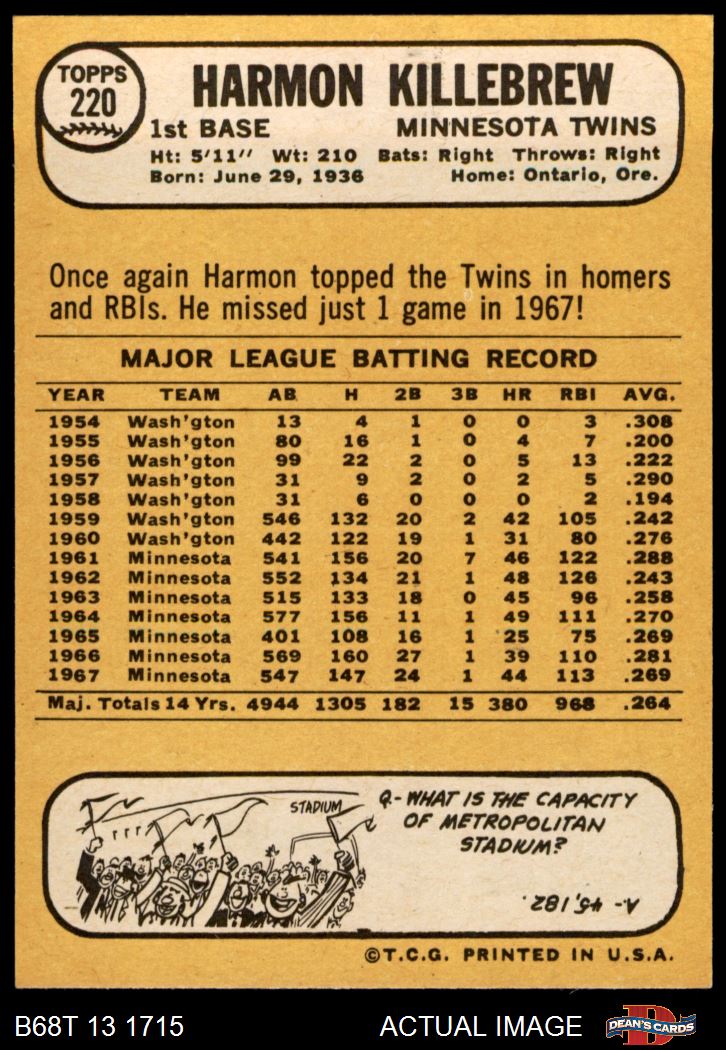 TOPPS
220
HARMON KILLEBREW
1st BASE MINNESOTA TWINS
Ht: 5'11" Wt: 210 Bats: Right Throws: Right
Born: June 29, 1936 Home: Ontario, Ore.
Once again Harmon topped the Twins in homers
and RBIs. He missed just 1 game in 1967!
MAJOR LEAGUE BATTING RECORD
YEAR TEAM AB H 2B 3B HR RBI AVG.
1954 Wash'gton 13 4 1 0 0 3 .308
1955 Wash'gton 80 16 1 0 4 7 .200
1956 Wash'gton 99 22 2 0 5 13 .222
1957 Wash'gton 31 9 2 0 2 5 .290
1958 Wash'gton 31 6 0 0 0 2 .194
1959 Wash'gton 546 132 20 2 42 105 .242
1960 Wash'gton 442 122 19 1 31 80 .276
1961 Minnesota 541 156 20 7 46 122 .288
1962 Minnesota 552 134 21 1 48 126 .243
1963 Minnesota 515 133 18 0 45 96 .258
1964 Minnesota 577 156 11 1 49 111 .270
1965 Minnesota 401 108 16 1 25 75 .269
1966 Minnesota 569 160 27 1 39 110 .281
1967 Minnesota 547 147 24 1 44 113 .269
Maj. Totals 14 Yrs. 4944 1305 182 15 380 968 .264
STADIUM
Q.- WHAT IS THE CAPACITY
OF METROPOLITAN
STADIUM?
A.- 45,182.
©T.C.G. PRINTED IN U.S.A.
B68T 13 1715 ACTUAL IMAGE
D
DEAN'S CARDS